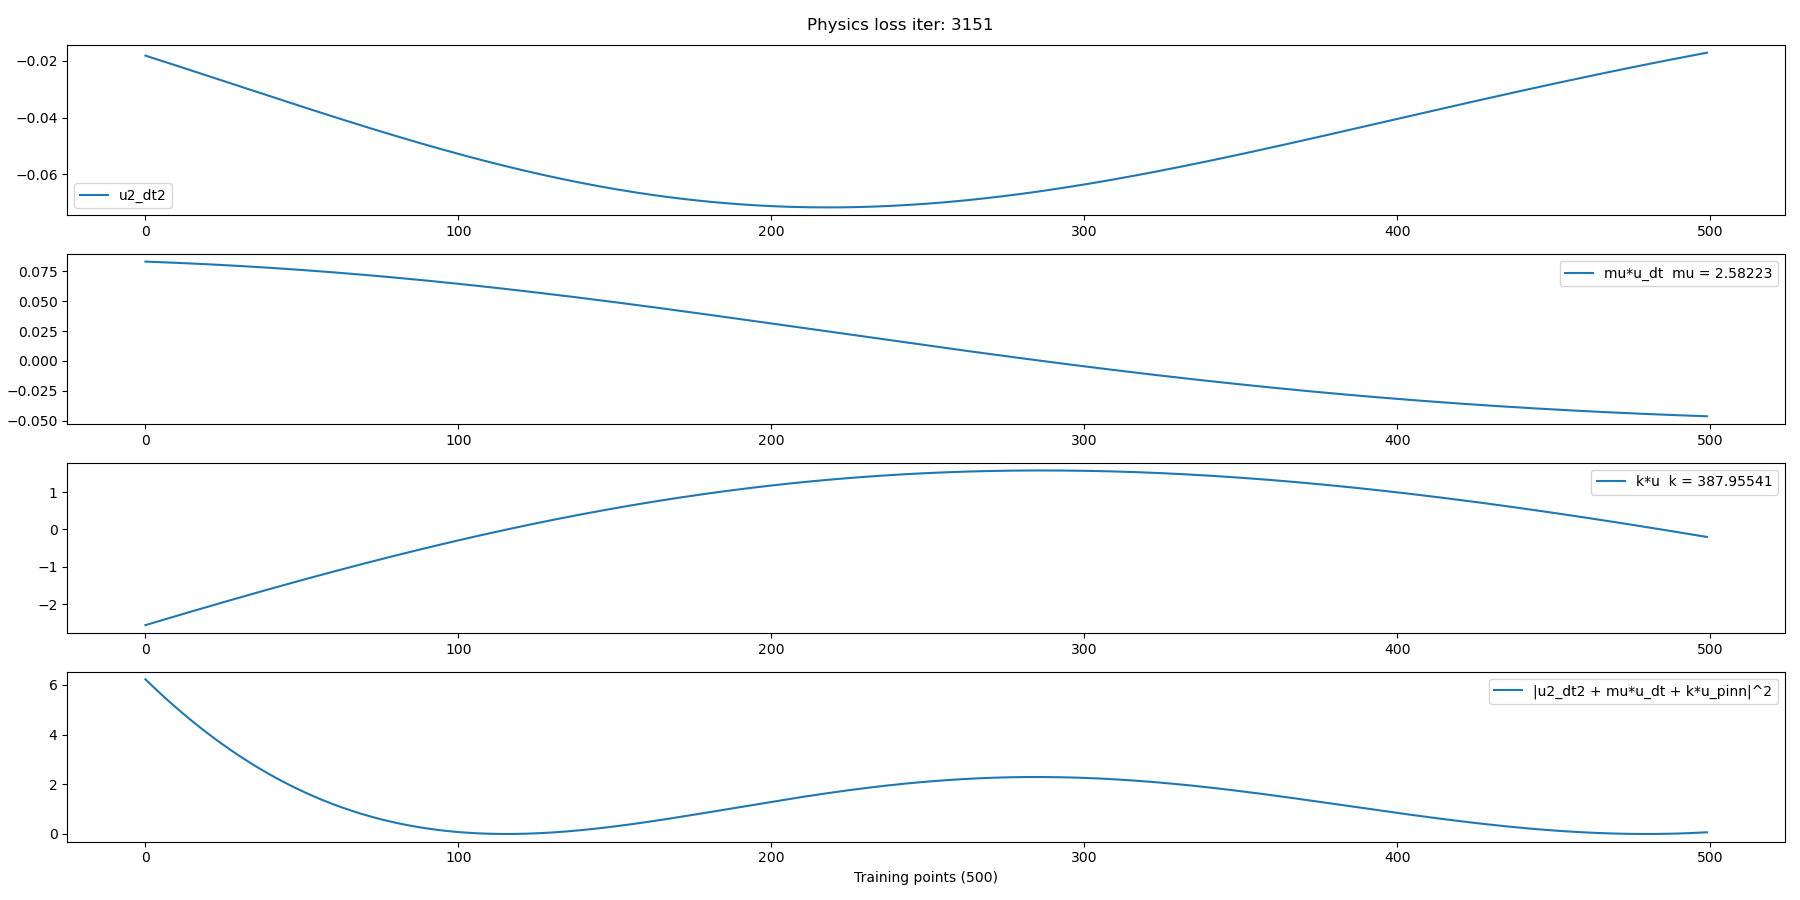 Physics loss iter: 3151
−0.02
−0.04
−0.06
u2_dt2
0 100 200 300 400 500
0.075
0.050
0.025
0.000
−0.025
−0.050
mu*u_dt  mu = 2.58223
0 100 200 300 400 500
1
0
−1
−2
k*u  k = 387.95541
0 100 200 300 400 500
6
4
2
0
|u2_dt2 + mu*u_dt + k*u_pinn|^2
0 100 200 300 400 500
Training points (500)